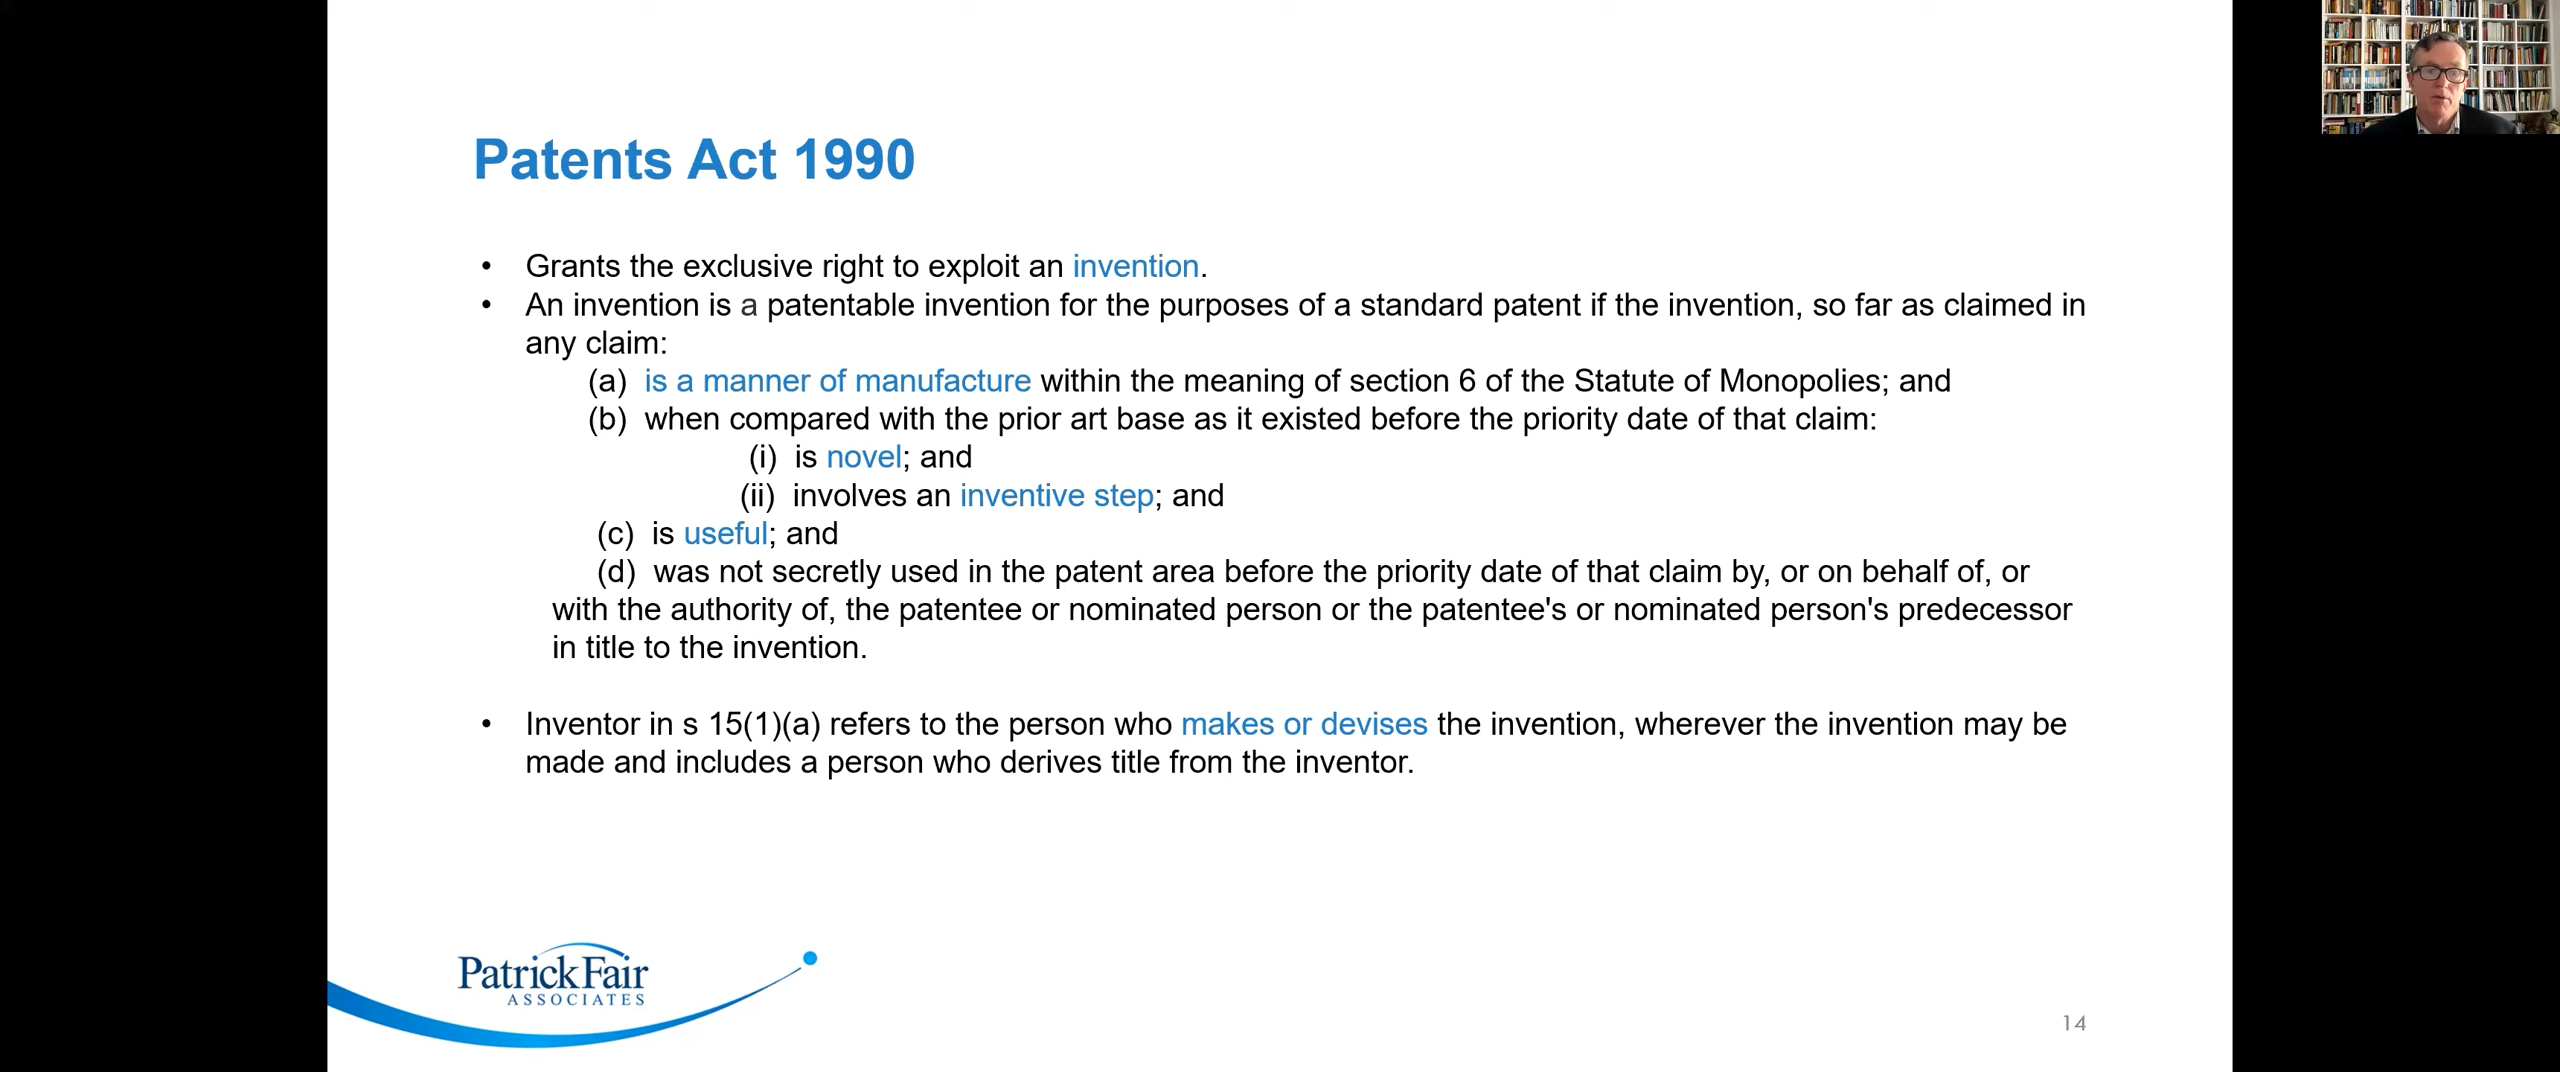 Patents Act 1990
• Grants the exclusive right to exploit an invention.
• An invention is a patentable invention for the purposes of a standard patent if the invention, so far as claimed in
any claim:
(a) is a manner of manufacture within the meaning of section 6 of the Statute of Monopolies; and
(b) when compared with the prior art base as it existed before the priority date of that claim:
(i) is novel; and
(ii) involves an inventive step; and
(c) is useful; and
(d) was not secretly used in the patent area before the priority date of that claim by, or on behalf of, or
with the authority of, the patentee or nominated person or the patentee's or nominated person's predecessor
in title to the invention.
• Inventor in s 15(1)(a) refers to the person who makes or devises the invention, wherever the invention may be
made and includes a person who derives title from the inventor.
PatrickFair
ASSOCIATES
14